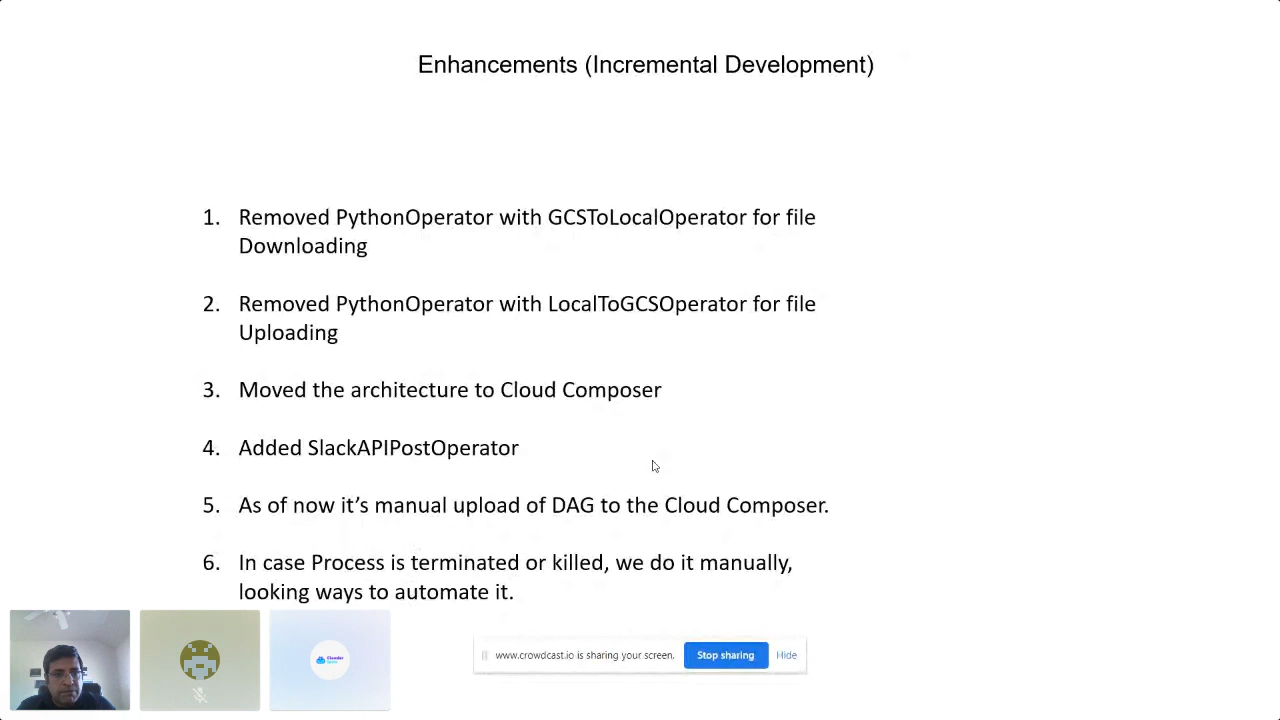 Enhancements (Incremental Development)
1. Removed PythonOperator with GCSToLocalOperator for file
Downloading
2. Removed PythonOperator with LocalToGCSOperator for file
Uploading
3. Moved the architecture to Cloud Composer
4. Added SlackAPIPostOperator
5. As of now it’s manual upload of DAG to the Cloud Composer.
6. In case Process is terminated or killed, we do it manually,
looking ways to automate it.
www.crowdcast.io is sharing your screen. Stop sharing Hide